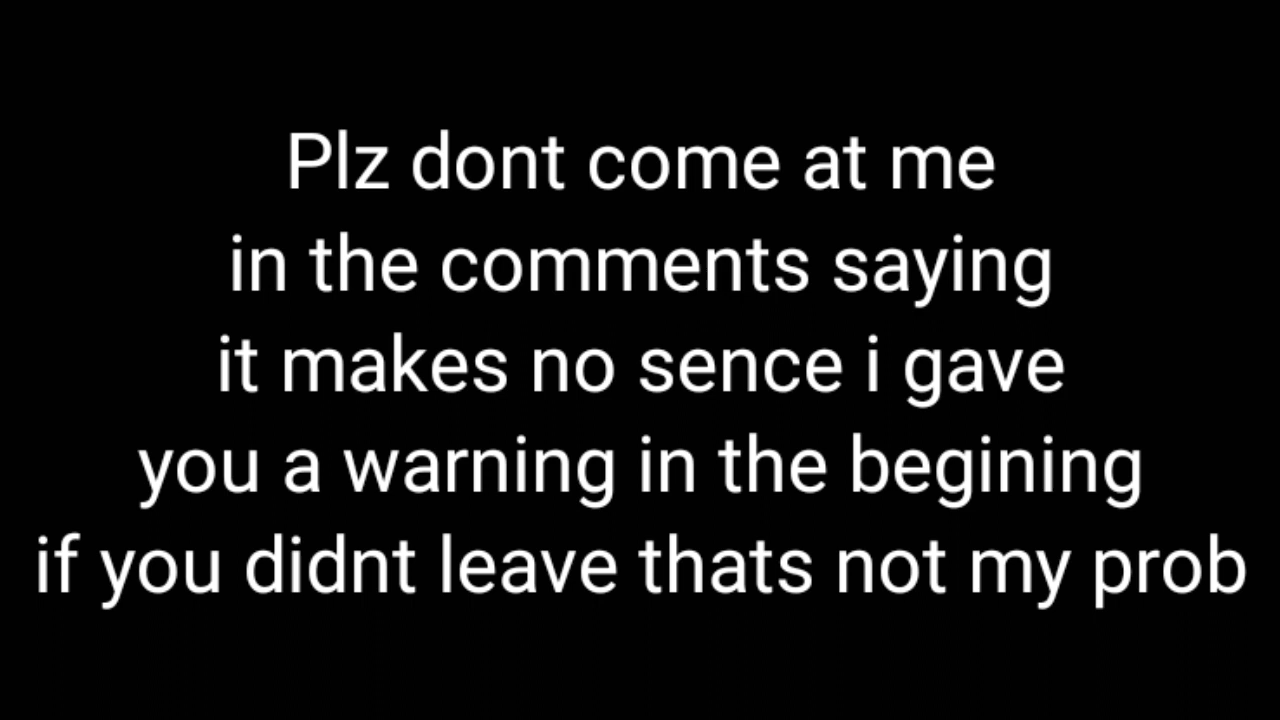 Plz dont come at me
in the comments saying
it makes no sence i gave
you a warning in the begining
if you didnt leave thats not my prob